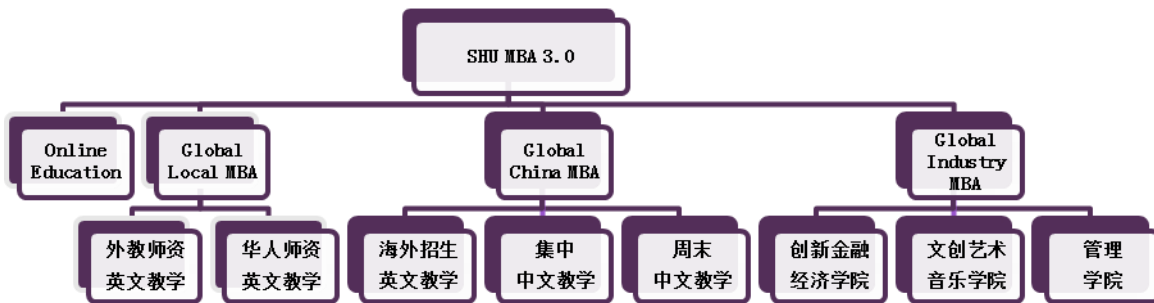 SHU MBA 3.0
Online
Education
Global
Local MBA
Global
China MBA
Global
Industry
MBA
外教师资
英文教学
华人师资
英文教学
海外招生
英文教学
集中
中文教学
周末
中文教学
创新金融
经济学院
文创艺术
音乐学院
管理
学院